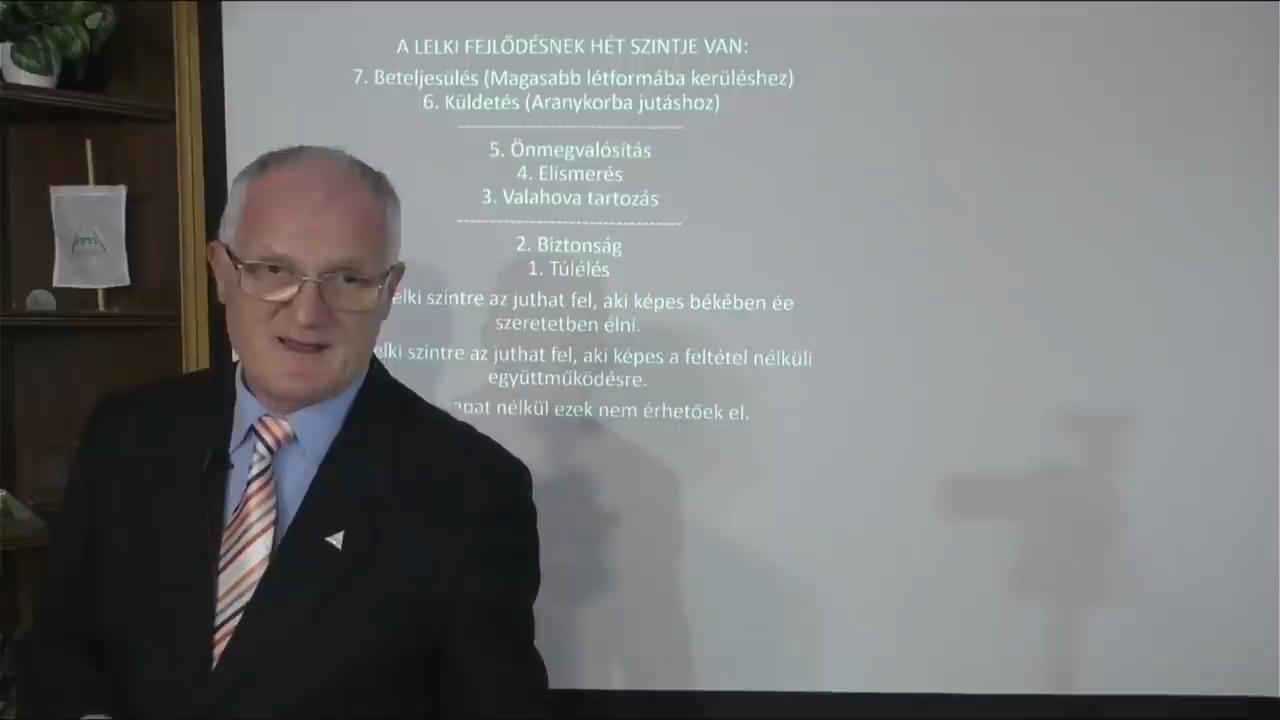 A LELKI FEJLŐDÉSNEK HÉT SZINTJE VAN:
7. Beteljesülés (Magasabb létformába kerüléshez)
6. Küldetés (Aranykorba jutáshoz)
5. Önmegvalósítás
4. Elismerés
3. Valahova tartozás
2. Biztonság
1. Túlélés
szintre az juthat fel, aki képes békében ée
szeretetben élni.
szintre az juthat fel, aki képes a feltétel nélküli
együttműködésre.
nélkül ezek nem érhetőek el.